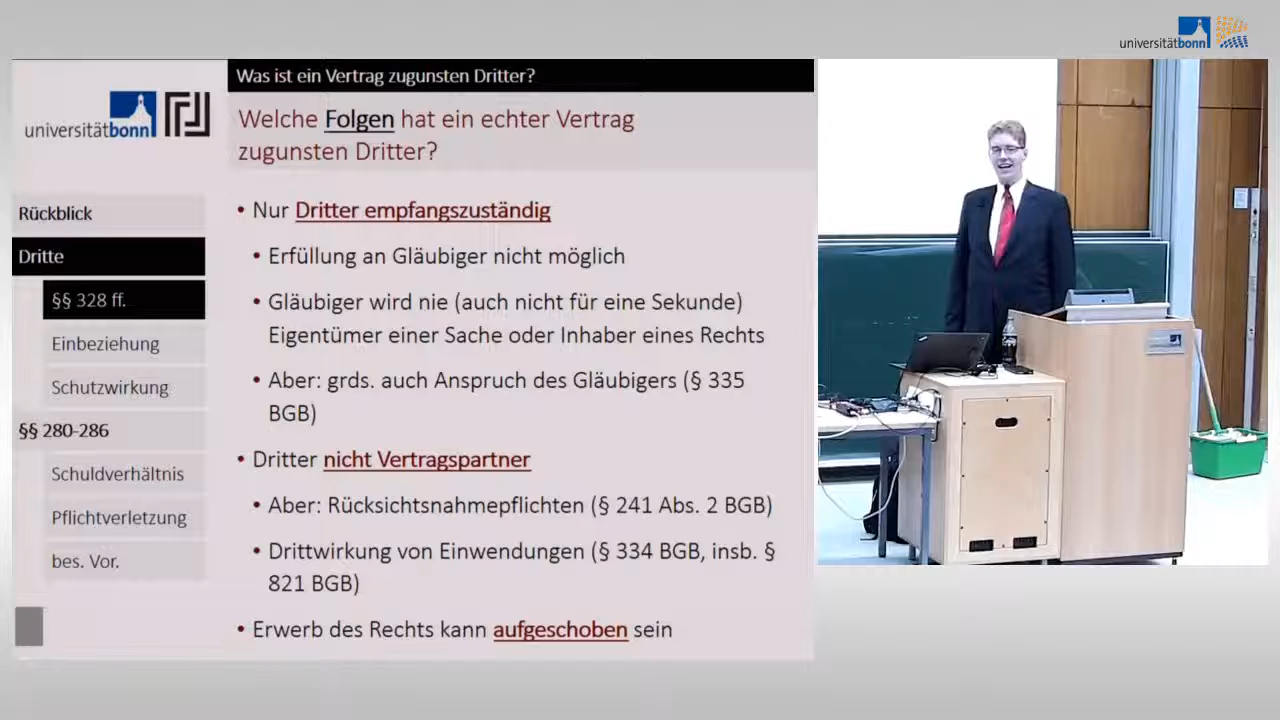 universitätbonn
Was ist ein Vertrag zugunsten Dritter?
universitätbonn
Welche Folgen hat ein echter Vertrag
zugunsten Dritter?
Rückblick
Dritte
§§ 328 ff.
Einbeziehung
Schutzwirkung
§§ 280-286
Schuldverhältnis
Pflichtverletzung
bes. Vor.
• Nur Dritter empfangszuständig
• Erfüllung an Gläubiger nicht möglich
• Gläubiger wird nie (auch nicht für eine Sekunde)
Eigentümer einer Sache oder Inhaber eines Rechts
• Aber: grds. auch Anspruch des Gläubigers (§ 335
BGB)
• Dritter nicht Vertragspartner
• Aber: Rücksichtsnahmepflichten (§ 241 Abs. 2 BGB)
• Drittwirkung von Einwendungen (§ 334 BGB, insb. §
821 BGB)
• Erwerb des Rechts kann aufgeschoben sein